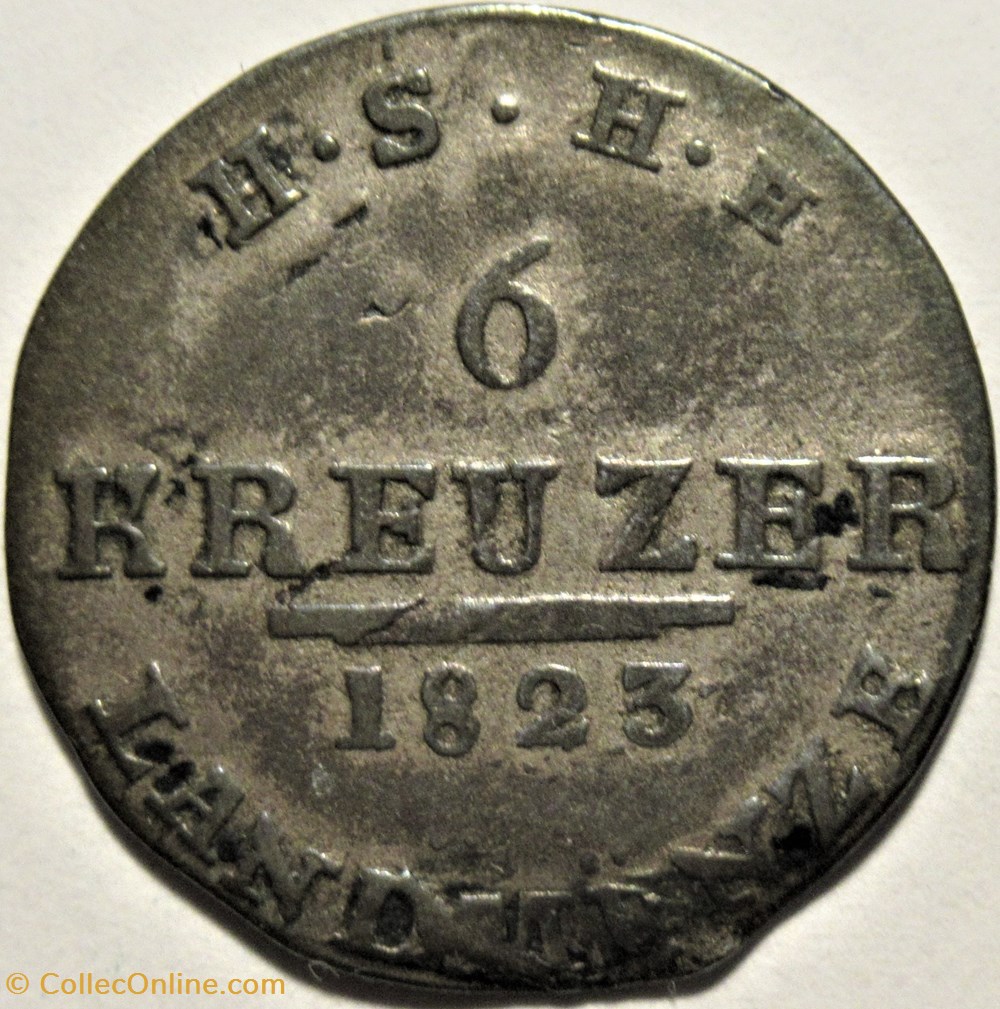 H·S·H·H
6
KREUZER
1823
© CollecOnline.com